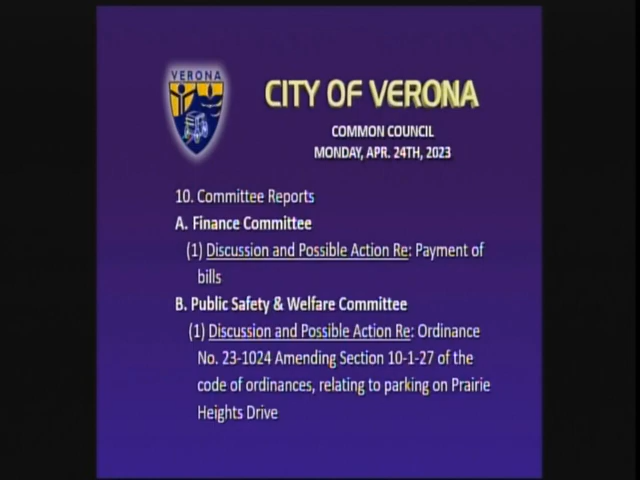 VERONA
CITY OF VERONA
COMMON COUNCIL
MONDAY, APR. 24TH, 2023
10. Committee Reports
A. Finance Committee
(1) Discussion and Possible Action Re: Payment of
bills
B. Public Safety & Welfare Committee
(1) Discussion and Possible Action Re: Ordinance
No. 23-1024 Amending Section 10-1-27 of the
code of ordinances, relating to parking on Prairie
Heights Drive